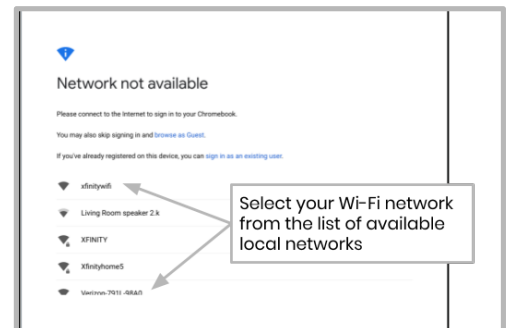 Network not available
Please connect to the Internet to sign in to your Chromebook.
You may also skip signing in and browse as Guest.
If you've already registered on this device, you can sign in as an existing user.
xfinitywifi
Living Room speaker 2.k
XFINITY
Xfinityhome5
Verizon-791L-98A0
Select your Wi-Fi network
from the list of available
local networks